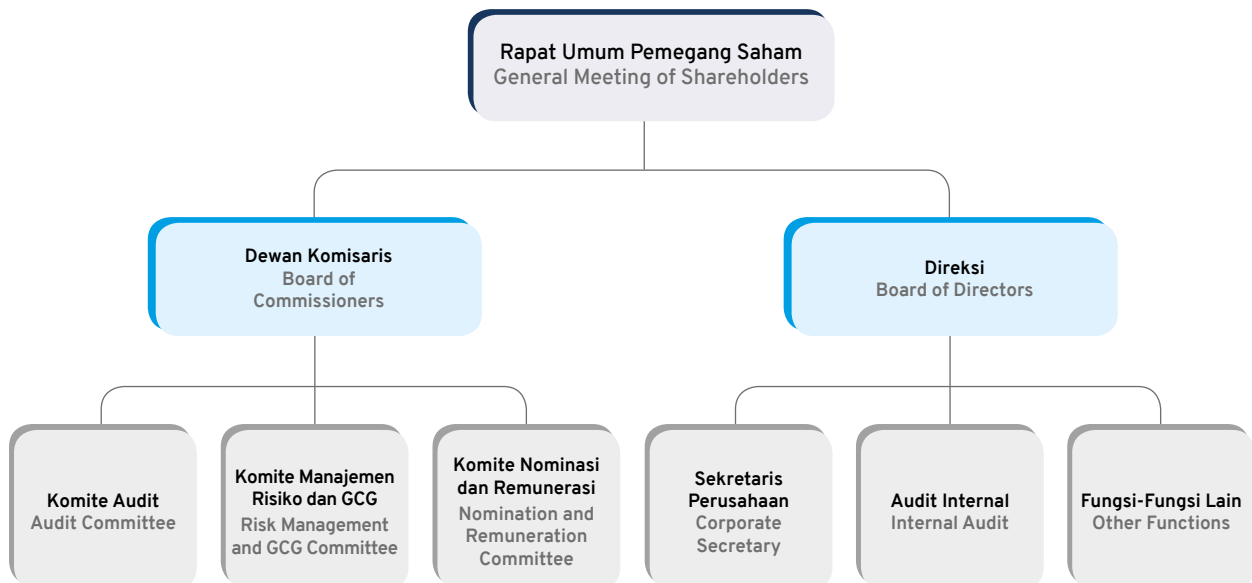 Rapat Umum Pemegang Saham
General Meeting of Shareholders
Dewan Komisaris
Board of
Commissioners
Direksi
Board of Directors
Komite Audit
Audit Committee
Komite Manajemen
Risiko dan GCG
Risk Management
and GCG Committee
Komite Nominasi
dan Remunerasi
Nomination and
Remuneration
Committee
Sekretaris
Perusahaan
Corporate
Secretary
Audit Internal
Internal Audit
Fungsi-Fungsi Lain
Other Functions